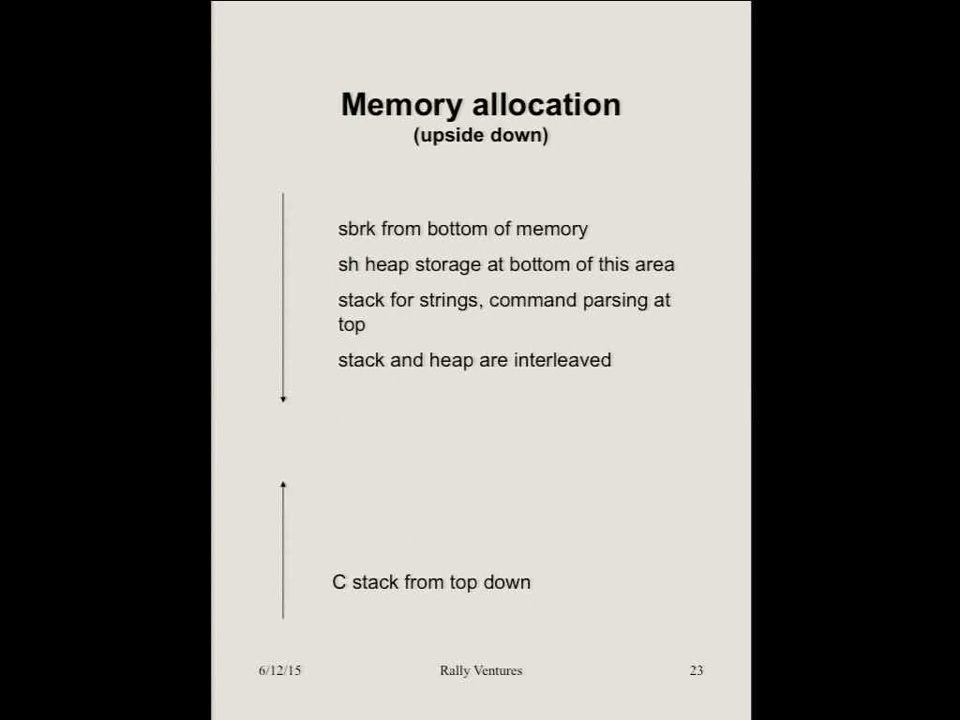 Memory allocation
(upside down)
sbrk from bottom of memory
sh heap storage at bottom of this area
stack for strings, command parsing at
top
stack and heap are interleaved
C stack from top down
6/12/15 Rally Ventures 23